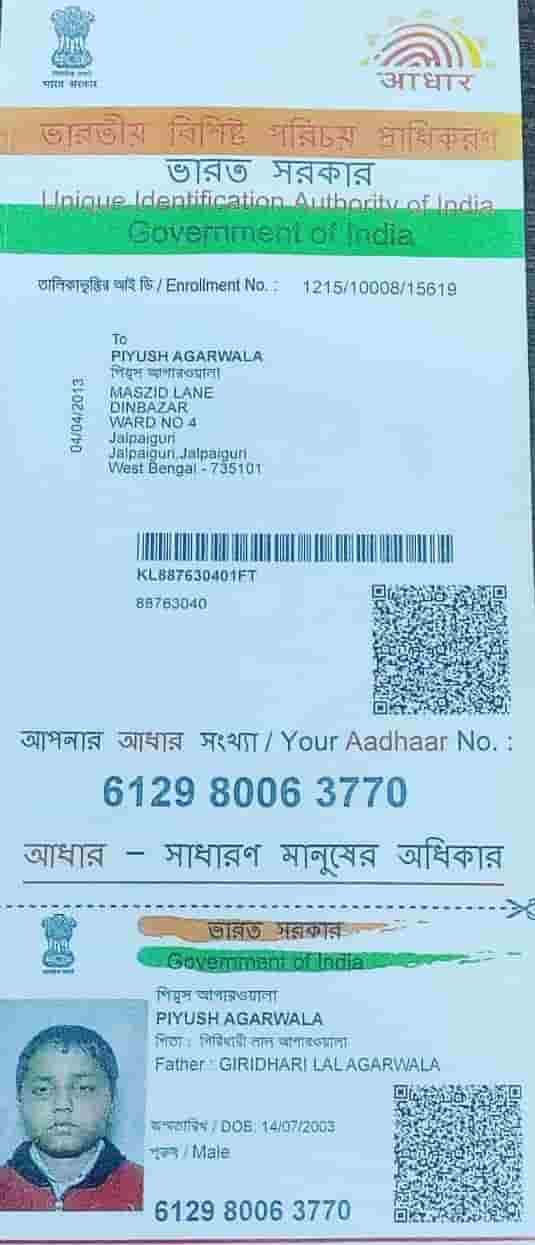 भारत सरकार
আধার
ভারতীয় বিশিষ্ট পরিচয় প্রাধিকরণ
ভারত সরকার
Unique Identification Authority of India
Government of India
তালিকাভুক্তির আই ডি / Enrollment No. : 1215/10008/15619
To
PIYUSH AGARWALA
পিয়ুস আগারওয়ালা
MASZID LANE
DINBAZAR
WARD NO 4
Jalpaiguri
Jalpaiguri,Jalpaiguri
West Bengal - 735101
04/04/2013
KL887630401FT
88763040
আপনার আধার সংখ্যা / Your Aadhaar No. :
6129 8006 3770
আধার – সাধারণ মানুষের অধিকার
ভারত সরকার
Government of India
পিয়ুস আগারওয়ালা
PIYUSH AGARWALA
পিতা : গিরিধারী লাল আগারওয়ালা
Father : GIRIDHARI LAL AGARWALA
জন্মতারিখ / DOB: 14/07/2003
পুরুষ / Male
6129 8006 3770